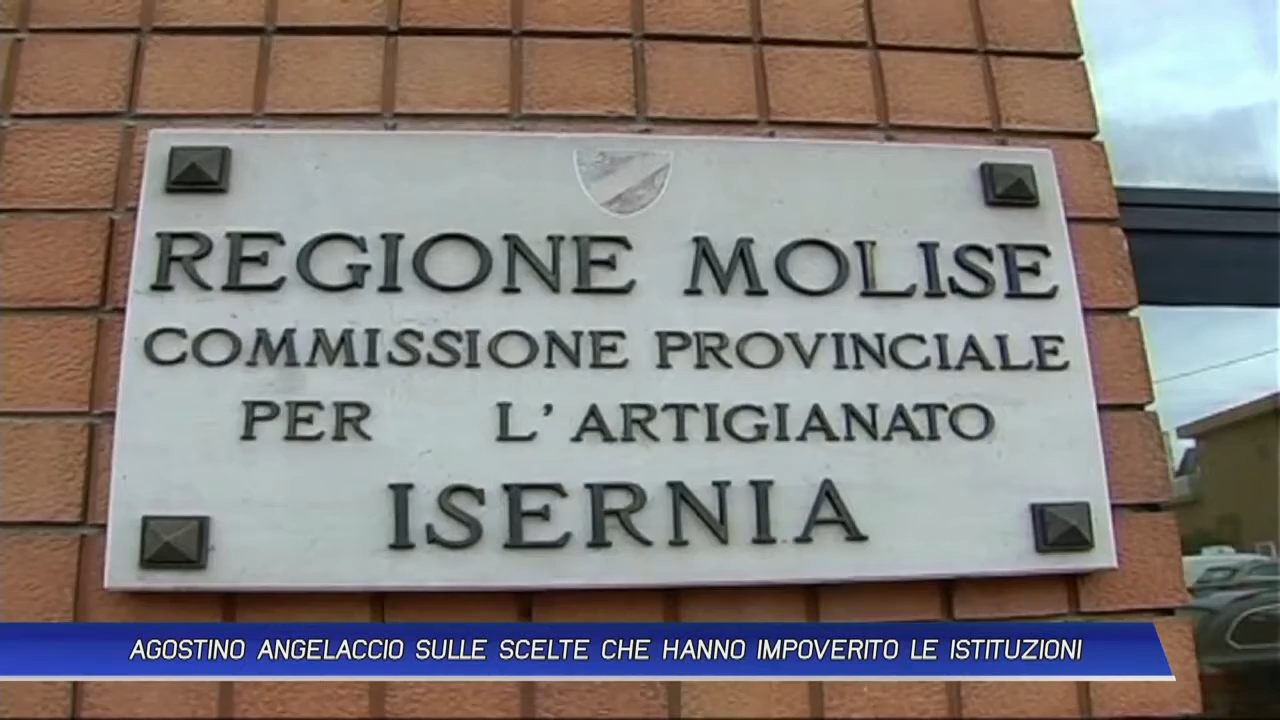 REGIONE MOLISE
COMMISSIONE PROVINCIALE
PER L'ARTIGIANATO
ISERNIA
AGOSTINO ANGELACCIO SULLE SCELTE CHE HANNO IMPOVERITO LE ISTITUZIONI